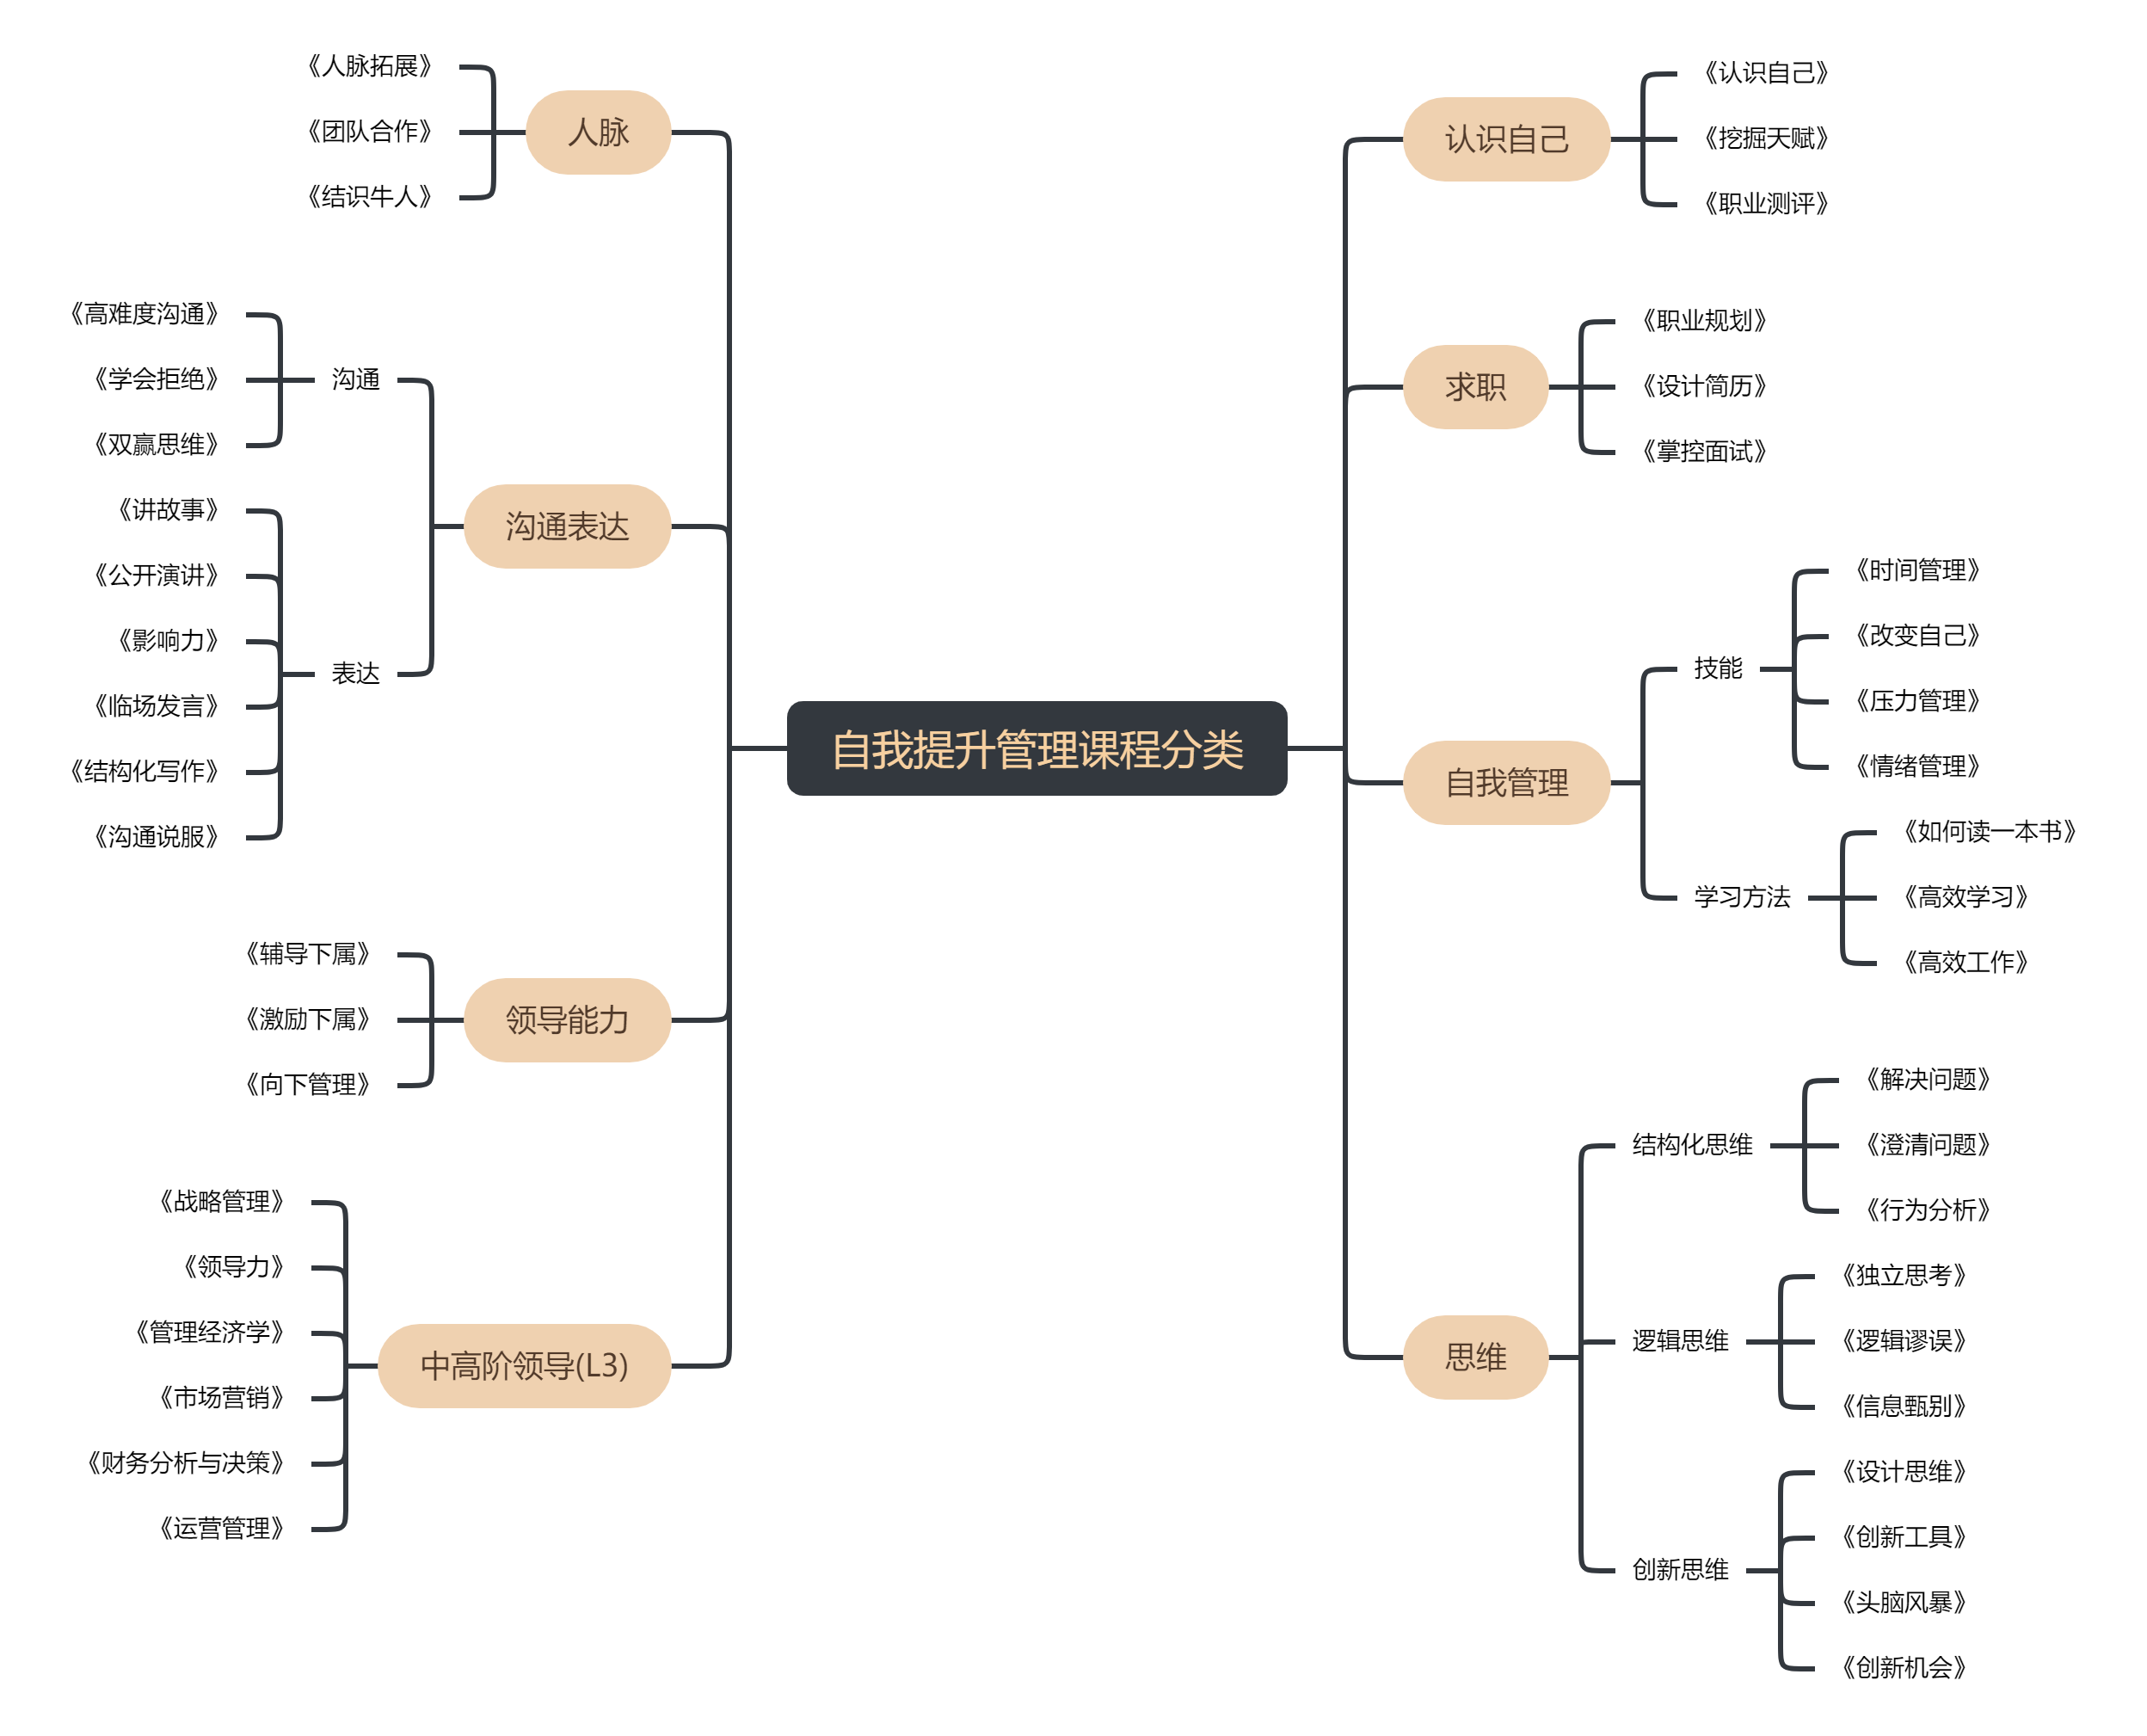 自我提升管理课程分类
认识自己
《认识自己》
《挖掘天赋》
《职业测评》
求职
《职业规划》
《设计简历》
《掌控面试》
自我管理
技能
《时间管理》
《改变自己》
《压力管理》
《情绪管理》
学习方法
《如何读一本书》
《高效学习》
《高效工作》
思维
结构化思维
《解决问题》
《澄清问题》
《行为分析》
逻辑思维
《独立思考》
《逻辑谬误》
《信息甄别》
创新思维
《设计思维》
《创新工具》
《头脑风暴》
《创新机会》
人脉
《人脉拓展》
《团队合作》
《结识牛人》
沟通表达
沟通
《高难度沟通》
《学会拒绝》
《双赢思维》
表达
《讲故事》
《公开演讲》
《影响力》
《临场发言》
《结构化写作》
《沟通说服》
领导能力
《辅导下属》
《激励下属》
《向下管理》
中高阶领导(L3)
《战略管理》
《领导力》
《管理经济学》
《市场营销》
《财务分析与决策》
《运营管理》